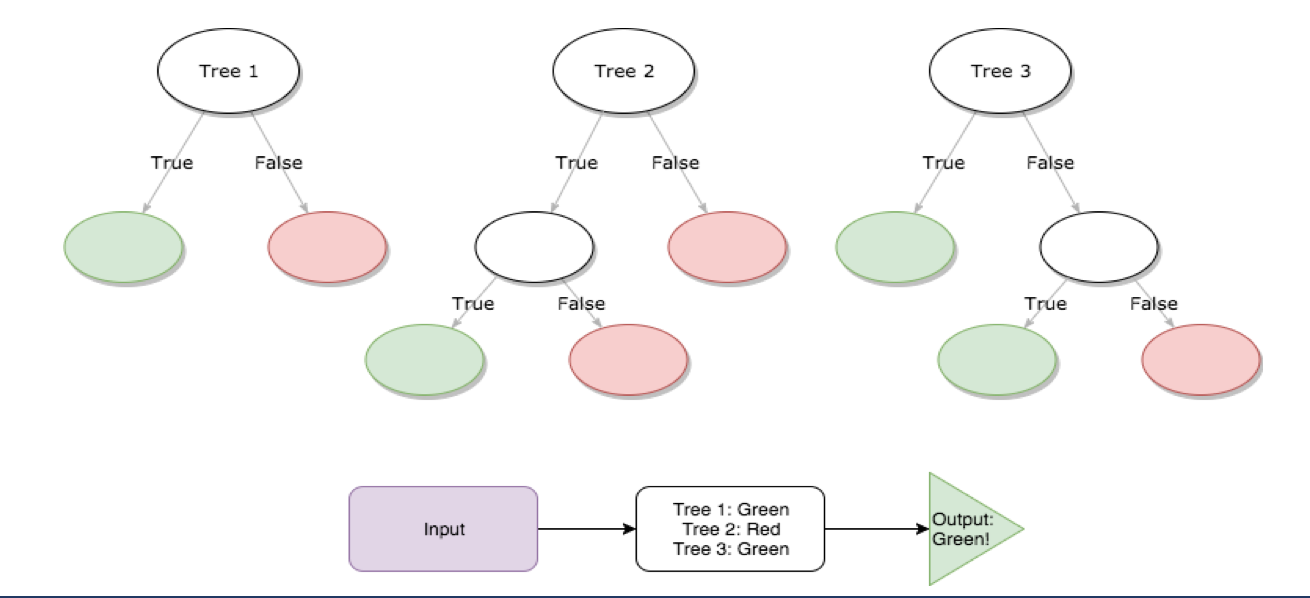 Tree 1
Tree 2
Tree 3
True
False
True
False
True
False
True
False
True
False
Input
Tree 1: Green
Tree 2: Red
Tree 3: Green
Output:
Green!